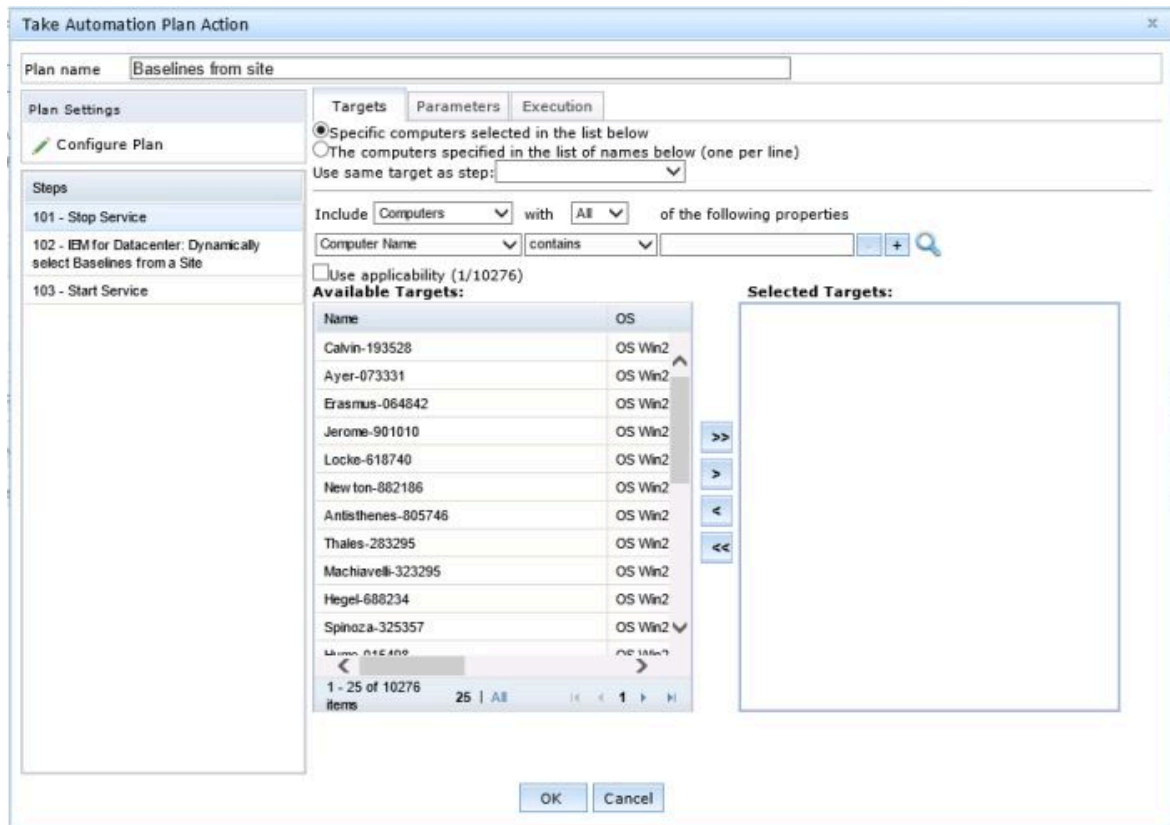 Take Automation Plan Action
x
Plan name Baselines from site
Plan Settings
Configure Plan
Steps
101 - Stop Service
102 - IEM for Datacenter: Dynamically
select Baselines from a Site
103 - Start Service
Targets Parameters Execution
Specific computers selected in the list below
The computers specified in the list of names below (one per line)
Use same target as step:
Include Computers with All of the following properties
Computer Name contains - +
Use applicability (1/10276)
Available Targets:
Name OS
Calvin-193528 OS Win2
Ayer-073331 OS Win2
Erasmus-064842 OS Win2
Jerome-901010 OS Win2
Locke-618740 OS Win2
Newton-882186 OS Win2
Antisthenes-805746 OS Win2
Thales-283295 OS Win2
Machiavelli-323295 OS Win2
Hegel-688234 OS Win2
Spinoza-325357 OS Win2
1 - 25 of 10276
items
25 | All 1
>>
>
<
<<
Selected Targets:
OK Cancel